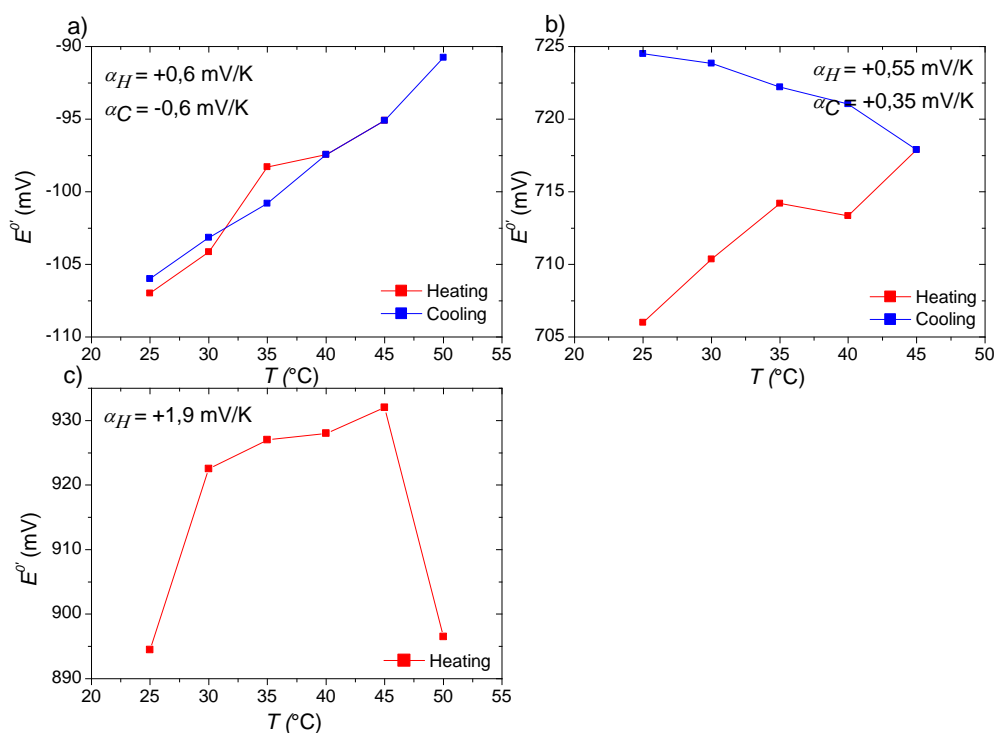 a)
-90
-95
-100
-105
-110
E0' (mV)
αH = +0,6 mV/K
αC = -0,6 mV/K
Heating
Cooling
20 25 30 35 40 45 50 55
T (°C)
b)
725
720
715
710
705
E0' (mV)
αH = +0,55 mV/K
αC = +0,35 mV/K
Heating
Cooling
20 25 30 35 40 45 50
T (°C)
c)
930
920
910
900
890
E0' (mV)
αH = +1,9 mV/K
Heating
20 25 30 35 40 45 50 55
T (°C)